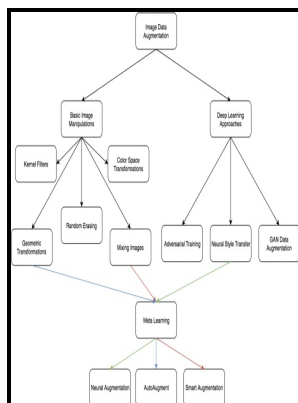 Image Data
Augmentation
Basic Image
Manipulations
Deep Learning
Approaches
Kernel Filters
Color Space
Transformations
Random Erasing
Geometric
Transformations
Mixing Images
Adversarial Training
Neural Style Transfer
GAN Data
Augmentation
Meta Learning
Neural Augmentation
AutoAugment
Smart Augmentation